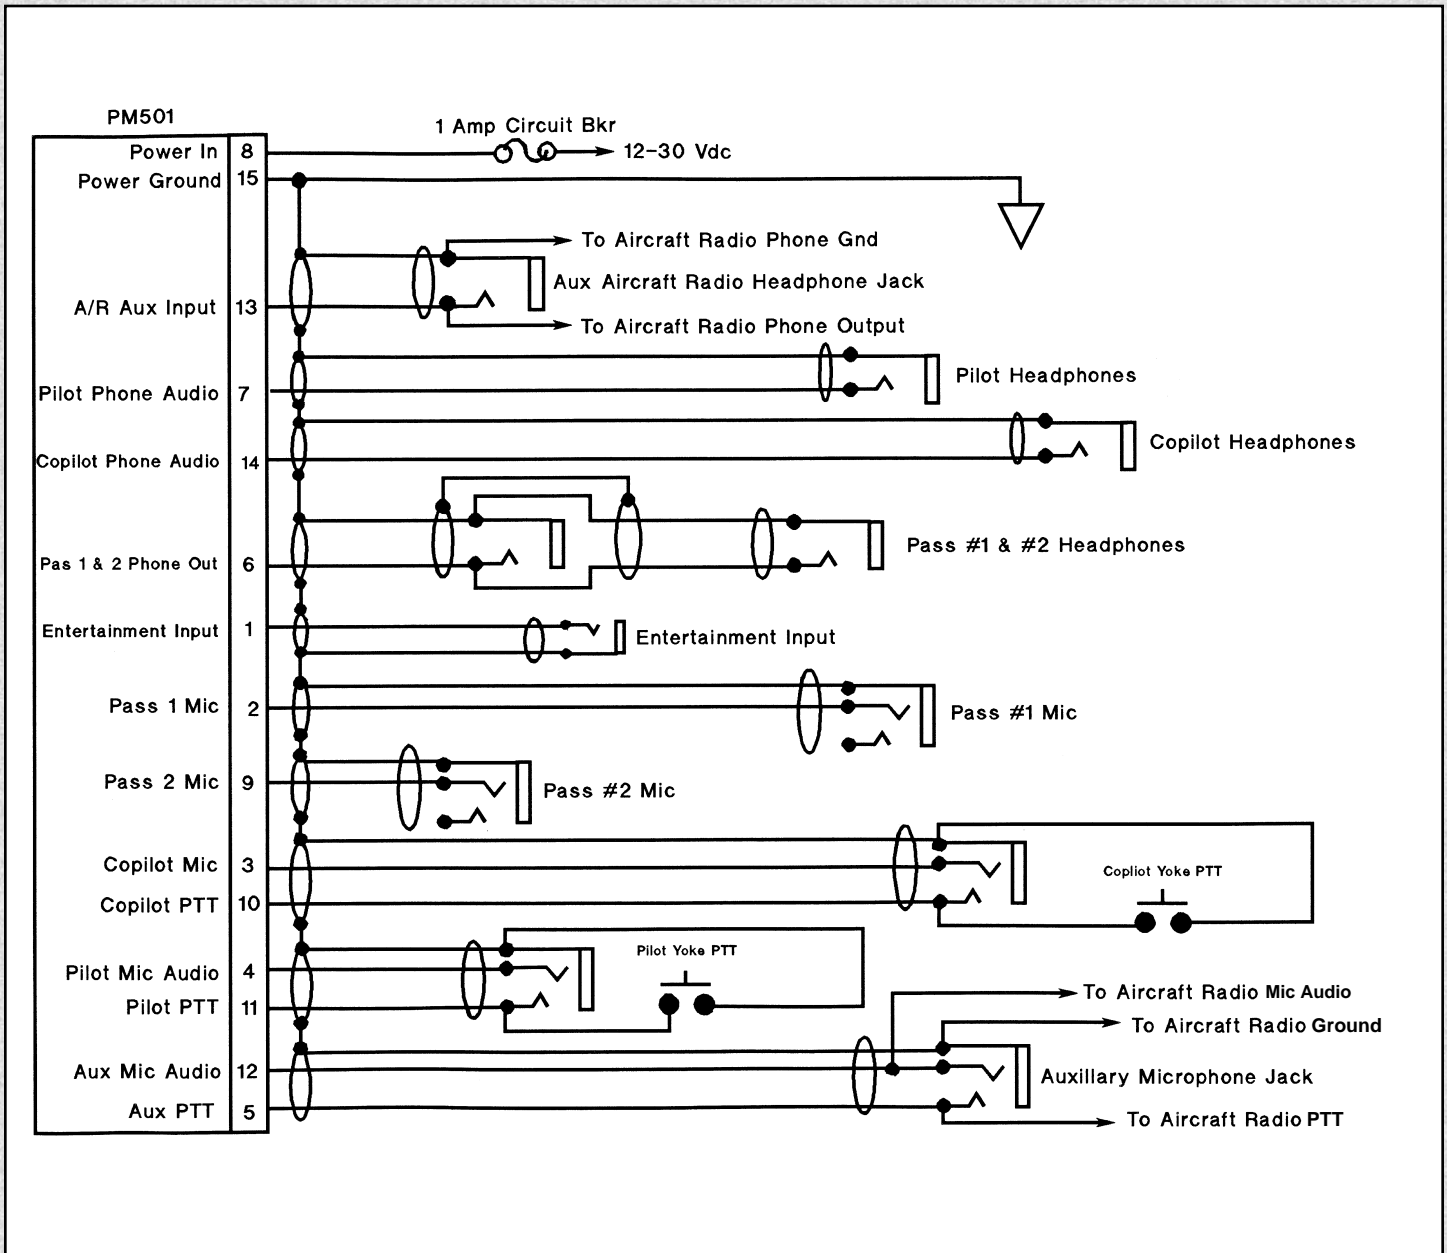 PM501
1 Amp Circuit Bkr
Power In 8 12-30 Vdc
Power Ground 15
To Aircraft Radio Phone Gnd
Aux Aircraft Radio Headphone Jack
A/R Aux Input 13
To Aircraft Radio Phone Output
Pilot Headphones
Pilot Phone Audio 7
Copilot Headphones
Copilot Phone Audio 14
Pass #1 & #2 Headphones
Pas 1 & 2 Phone Out 6
Entertainment Input 1 Entertainment Input
Pass 1 Mic 2 Pass #1 Mic
Pass 2 Mic 9 Pass #2 Mic
Copilot Mic 3 Copliot Yoke PTT
Copilot PTT 10
Pilot Yoke PTT
Pilot Mic Audio 4
To Aircraft Radio Mic Audio
Pilot PTT 11
To Aircraft Radio Ground
Aux Mic Audio 12 Auxillary Microphone Jack
Aux PTT 5 To Aircraft Radio PTT